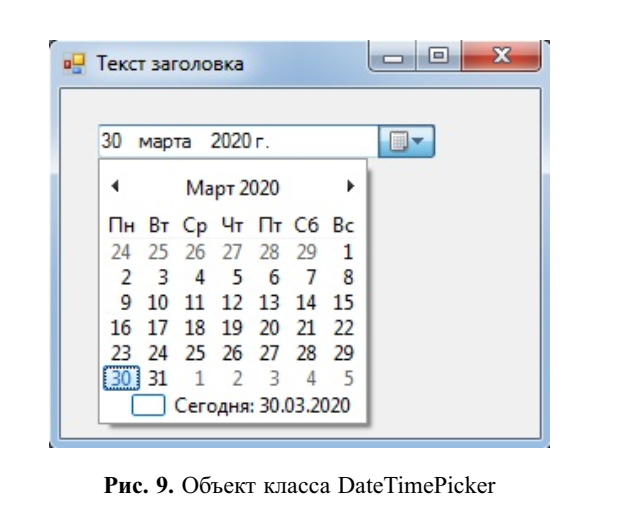 Текст заголовка
30 марта 2020 г.
Март 2020
Пн Вт Ср Чт Пт Сб Вс
24 25 26 27 28 29 1
2 3 4 5 6 7 8
9 10 11 12 13 14 15
16 17 18 19 20 21 22
23 24 25 26 27 28 29
30 31 1 2 3 4 5
Сегодня: 30.03.2020
Рис. 9. Объект класса DateTimePicker